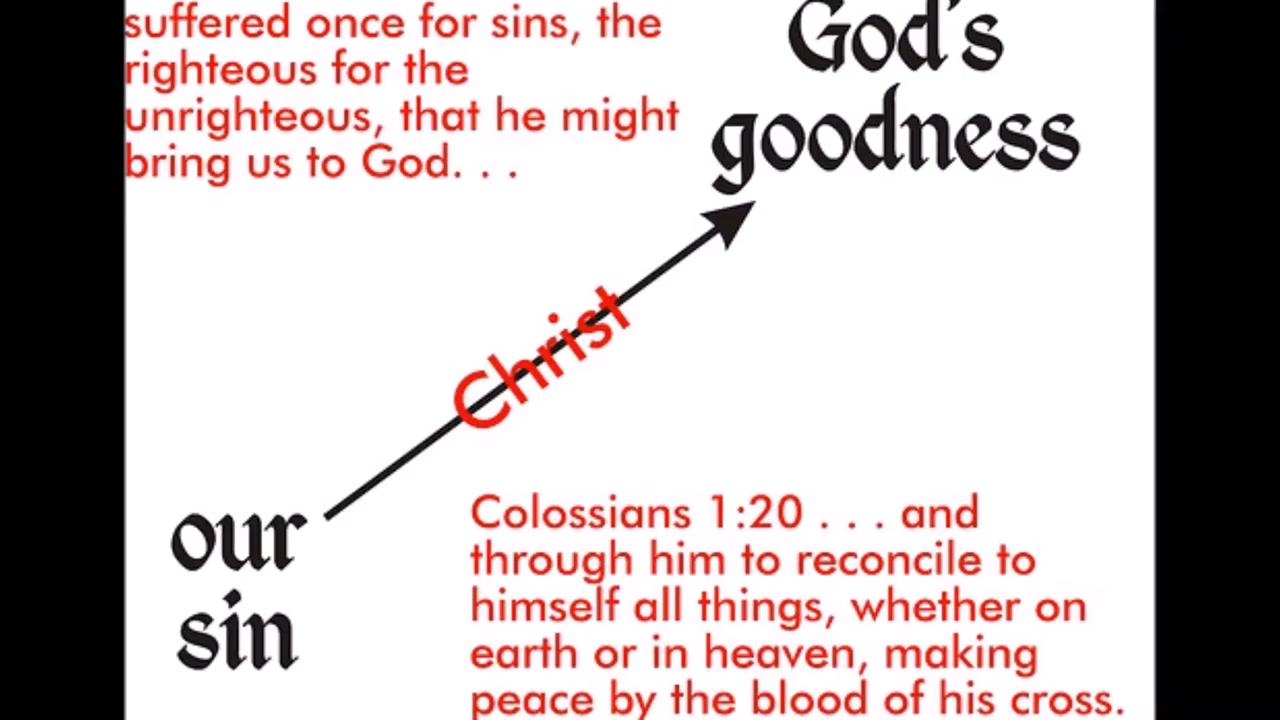 suffered once for sins, the
righteous for the
unrighteous, that he might
bring us to God. . .
God's
goodness
Christ
our
sin
Colossians 1:20 . . . and
through him to reconcile to
himself all things, whether on
earth or in heaven, making
peace by the blood of his cross.